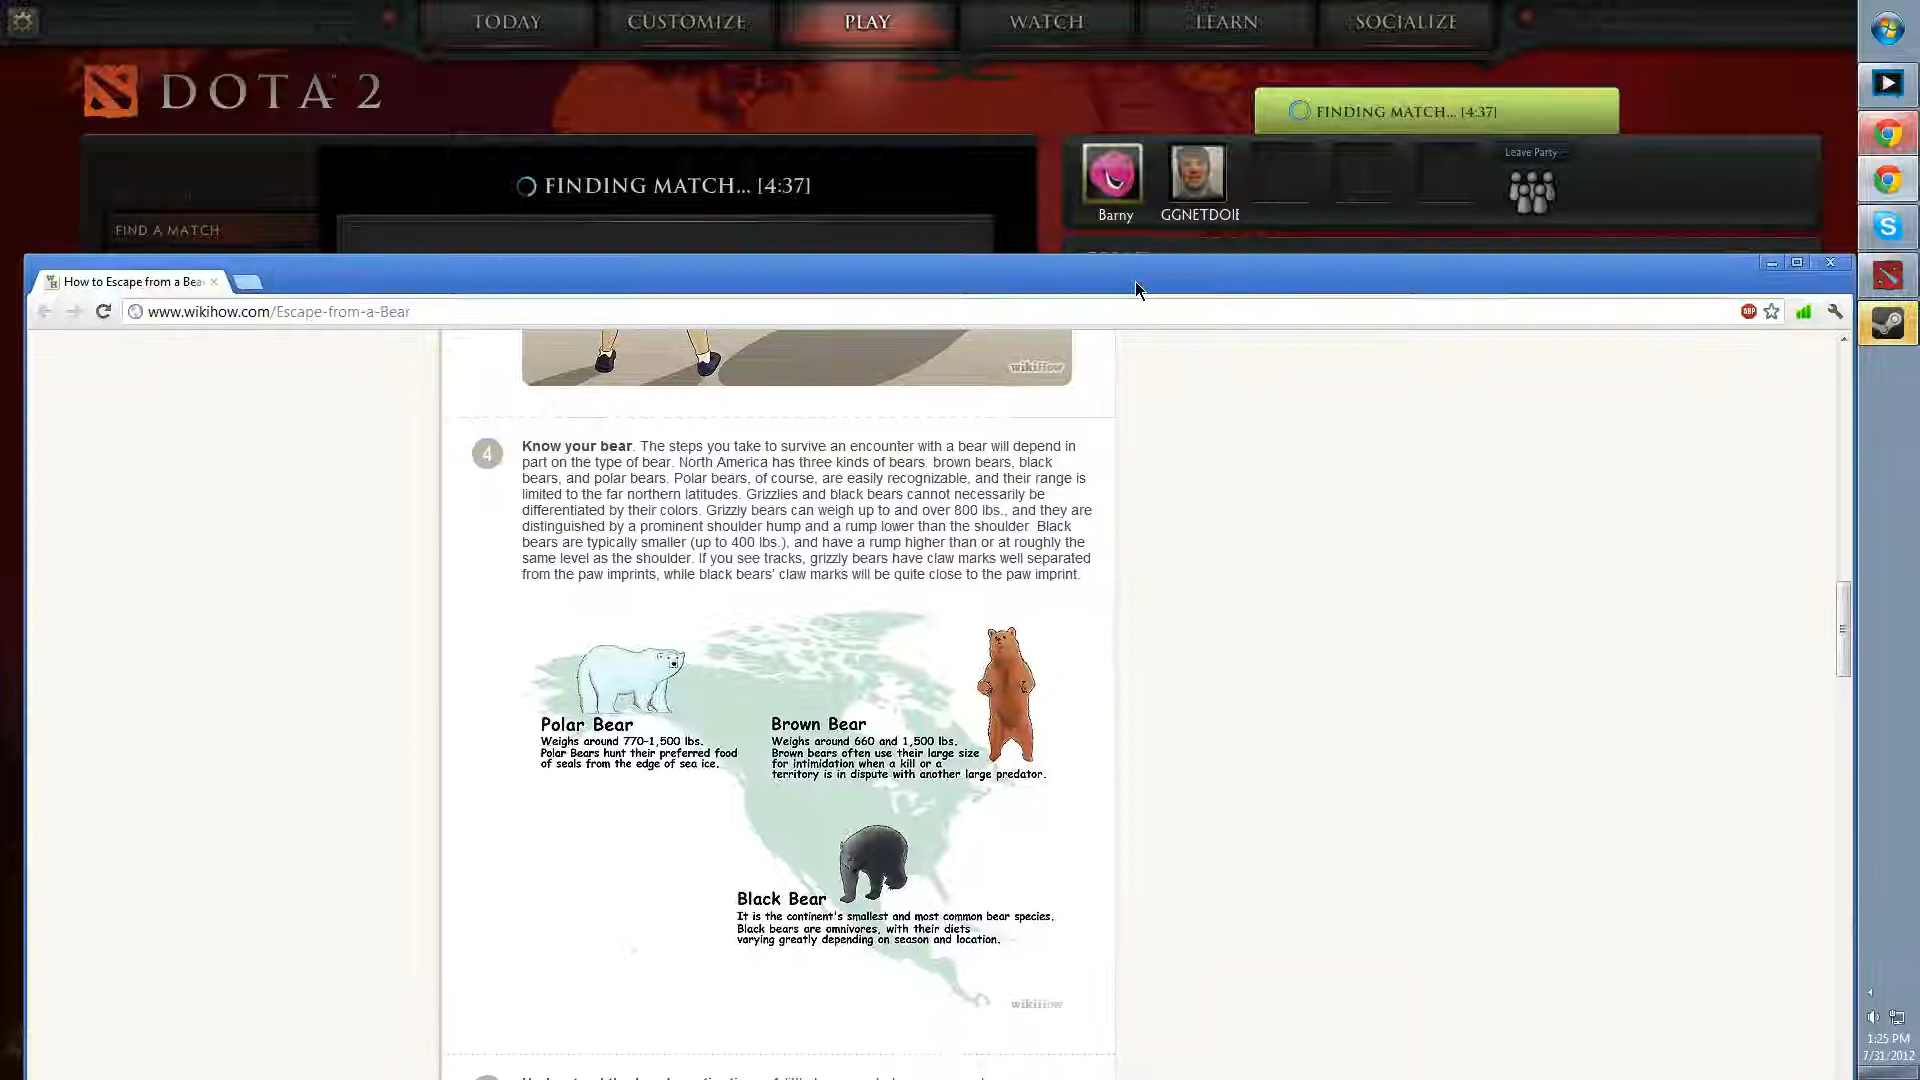 TODAY
CUSTOMIZE
PLAY
WATCH
LEARN
SOCIALIZE
DOTA 2
FINDING MATCH... [4:37]
FINDING MATCH... [4:37]
Leave Party
Barny
GGNETDOIE
FIND A MATCH
How to Escape from a Bea
www.wikihow.com/Escape-from-a-Bear
ABP
wikiHow
4
Know your bear. The steps you take to survive an encounter with a bear will depend in
part on the type of bear. North America has three kinds of bears: brown bears, black
bears, and polar bears. Polar bears, of course, are easily recognizable, and their range is
limited to the far northern latitudes. Grizzlies and black bears cannot necessarily be
differentiated by their colors. Grizzly bears can weigh up to and over 800 lbs., and they are
distinguished by a prominent shoulder hump and a rump lower than the shoulder. Black
bears are typically smaller (up to 400 lbs.), and have a rump higher than or at roughly the
same level as the shoulder. If you see tracks, grizzly bears have claw marks well separated
from the paw imprints, while black bears' claw marks will be quite close to the paw imprint.
Polar Bear
Weighs around 770-1,500 lbs.
Polar Bears hunt their preferred food
of seals from the edge of sea ice.
Brown Bear
Weighs around 660 and 1,500 lbs.
Brown bears often use their large size
for intimidation when a kill or a
territory is in dispute with another large predator.
Black Bear
It is the continent's smallest and most common bear species.
Black bears are omnivores, with their diets
varying greatly depending on season and location.
wikiHow
1:25 PM
7/31/2012